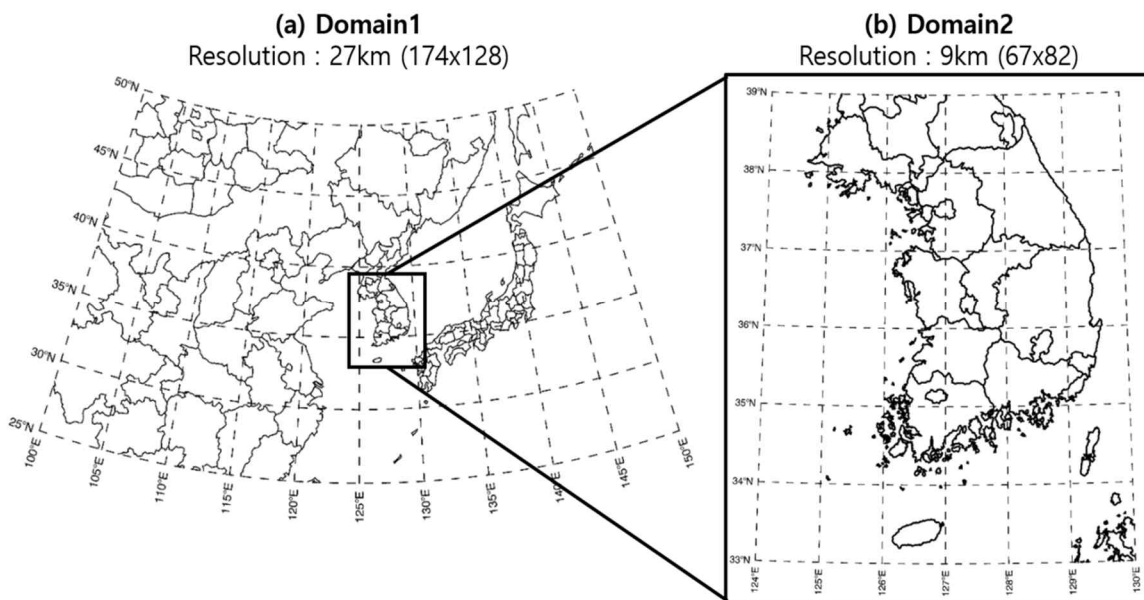 (a) Domain1
Resolution : 27km (174x128)
50°N
45°N
40°N
35°N
30°N
25°N
100°E
105°E
110°E
115°E
120°E
125°E
130°E
135°E
140°E
145°E
150°E
(b) Domain2
Resolution : 9km (67x82)
39°N
38°N
37°N
36°N
35°N
34°N
33°N
124°E
125°E
126°E
127°E
128°E
129°E
130°E